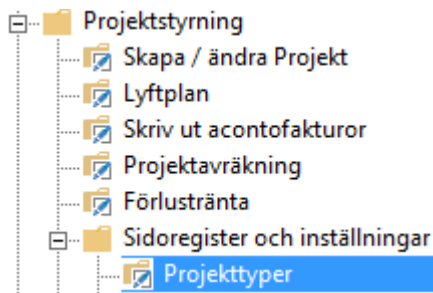 Projektstyrning
Skapa / ändra Projekt
Lyftplan
Skriv ut acontofakturor
Projektavräkning
Förlustränta
Sidoregister och inställningar
Projekttyper